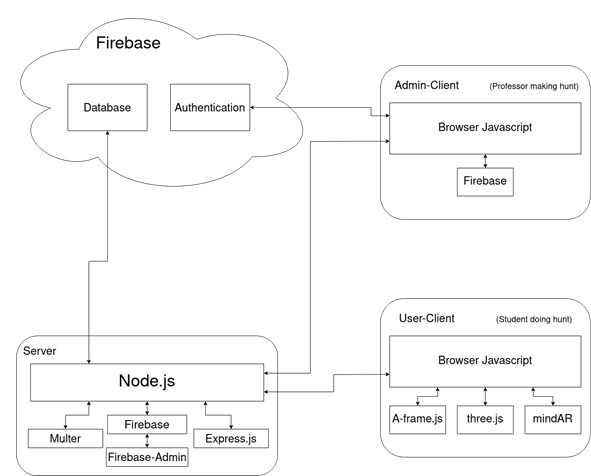 Firebase
Database
Authentication
Admin-Client (Professor making hunt)
Browser Javascript
Firebase
User-Client (Student doing hunt)
Browser Javascript
A-frame.js three.js mindAR
Server
Node.js
Multer Firebase Express.js
Firebase-Admin